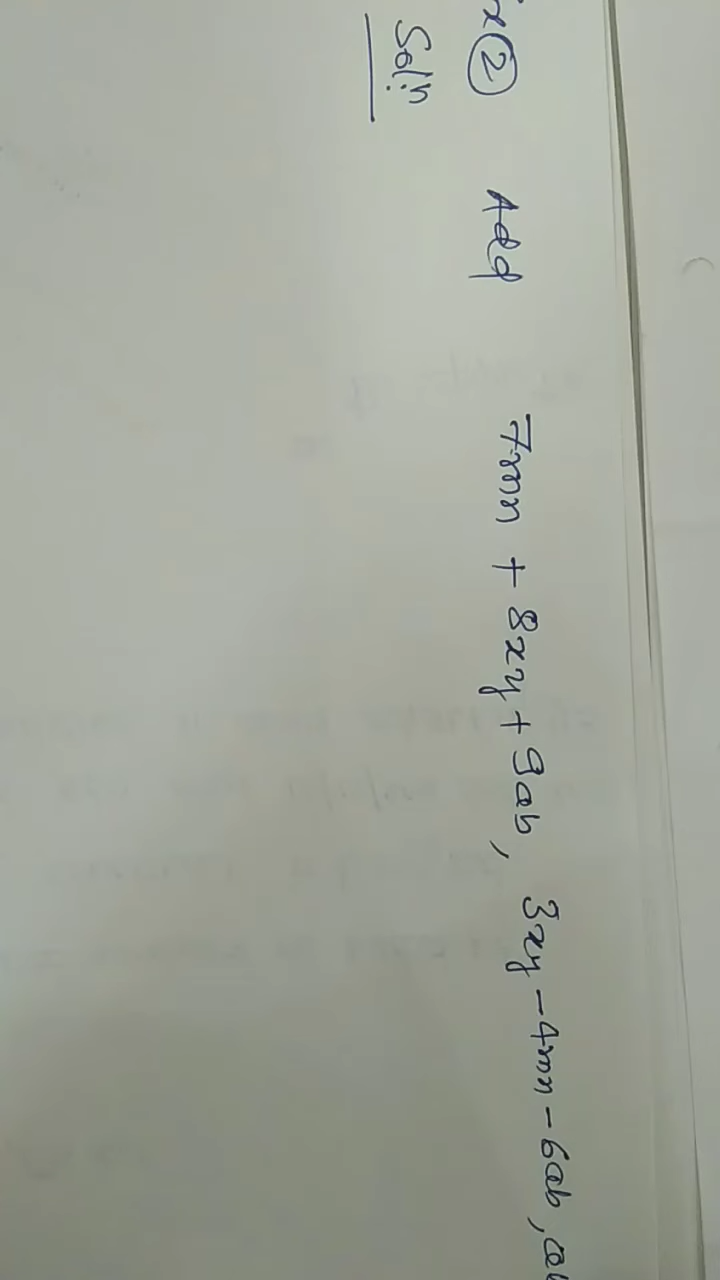 x ② Add 7mn + 8xy + 9ab, 3xy - 4mn - 6ab,
Sol!n